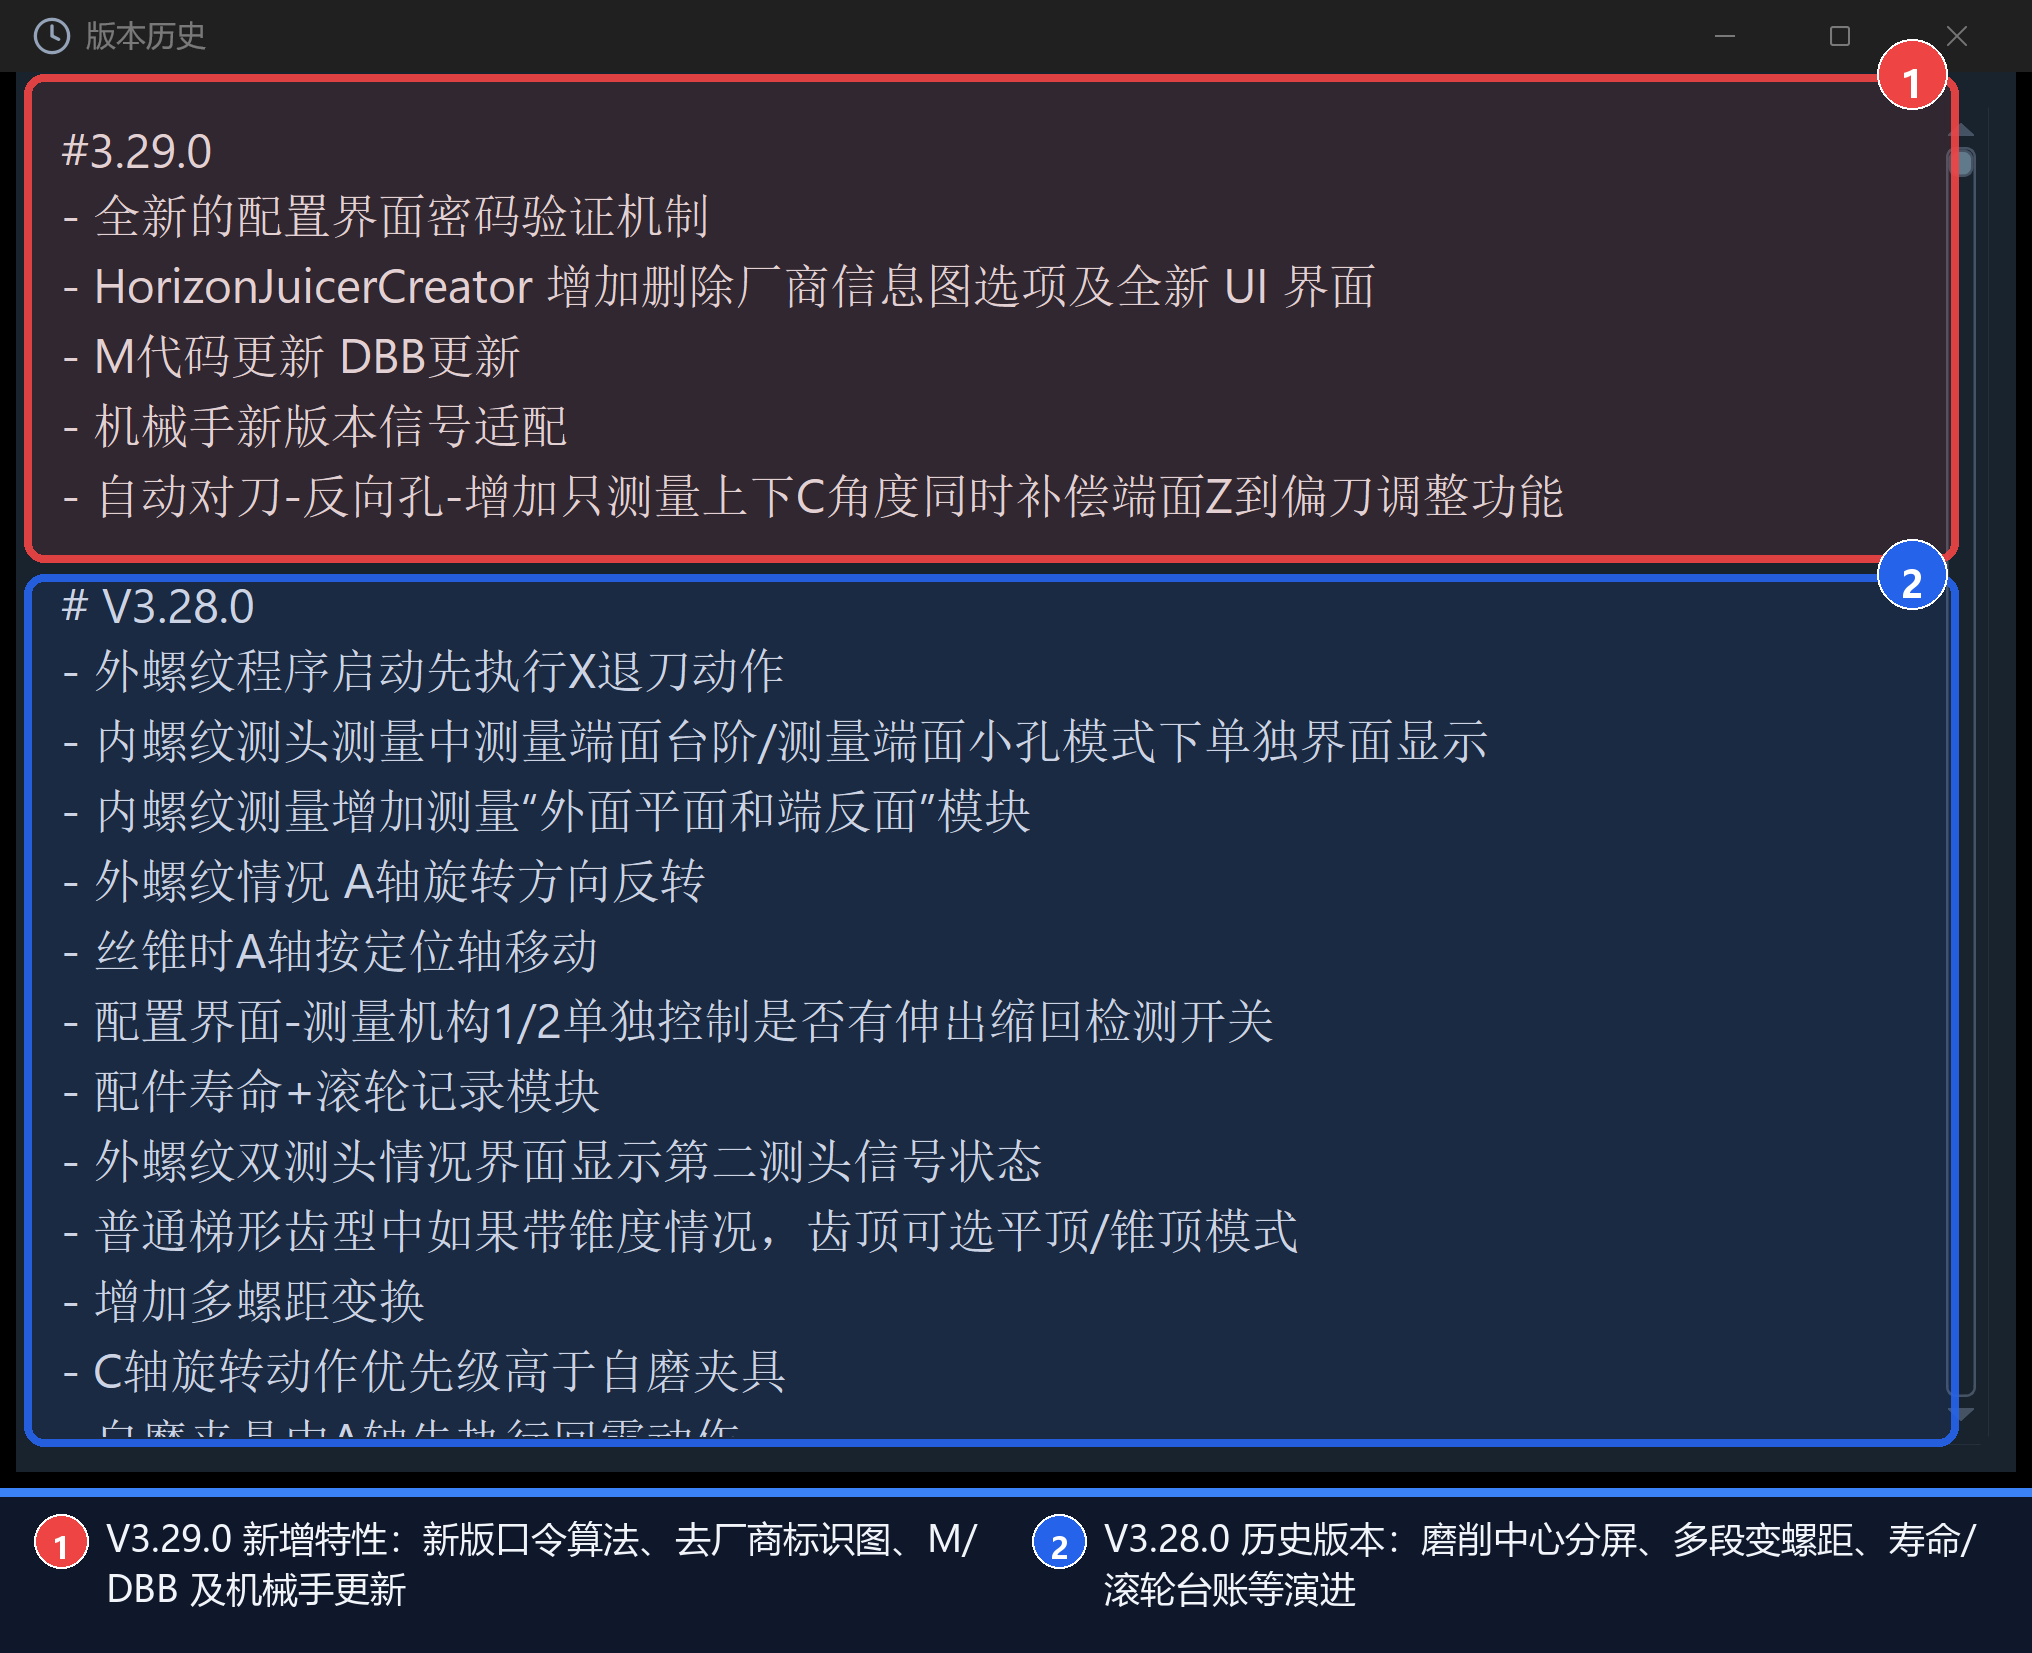 版本历史
1
#3.29.0
- 全新的配置界面密码验证机制
- HorizonJuicerCreator 增加删除厂商信息图选项及全新 UI 界面
- M代码更新 DBB更新
- 机械手新版本信号适配
- 自动对刀-反向孔-增加只测量上下C角度同时补偿端面Z到偏刀调整功能
2
# V3.28.0
- 外螺纹程序启动先执行X退刀动作
- 内螺纹测头测量中测量端面台阶/测量端面小孔模式下单独界面显示
- 内螺纹测量增加测量“外面平面和端反面”模块
- 外螺纹情况 A轴旋转方向反转
- 丝锥时A轴按定位轴移动
- 配置界面-测量机构1/2单独控制是否有伸出缩回检测开关
- 配件寿命+滚轮记录模块
- 外螺纹双测头情况界面显示第二测头信号状态
- 普通梯形齿型中如果带锥度情况，齿顶可选平顶/锥顶模式
- 增加多螺距变换
- C轴旋转动作优先级高于自磨夹具
- 自磨夹具中A轴先执行回零动作
1 V3.29.0 新增特性：新版口令算法、去厂商标识图、M/
DBB 及机械手更新
2 V3.28.0 历史版本：磨削中心分屏、多段变螺距、寿命/
滚轮台账等演进